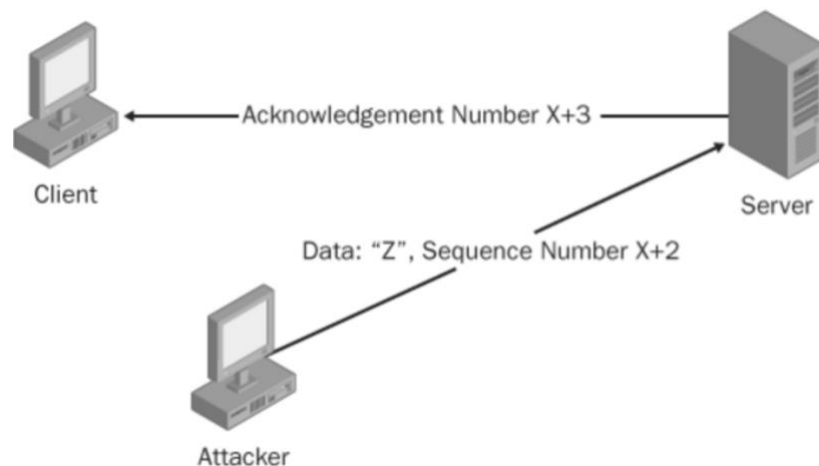 Acknowledgement Number X+3
Client
Server
Data: “Z”, Sequence Number X+2
Attacker